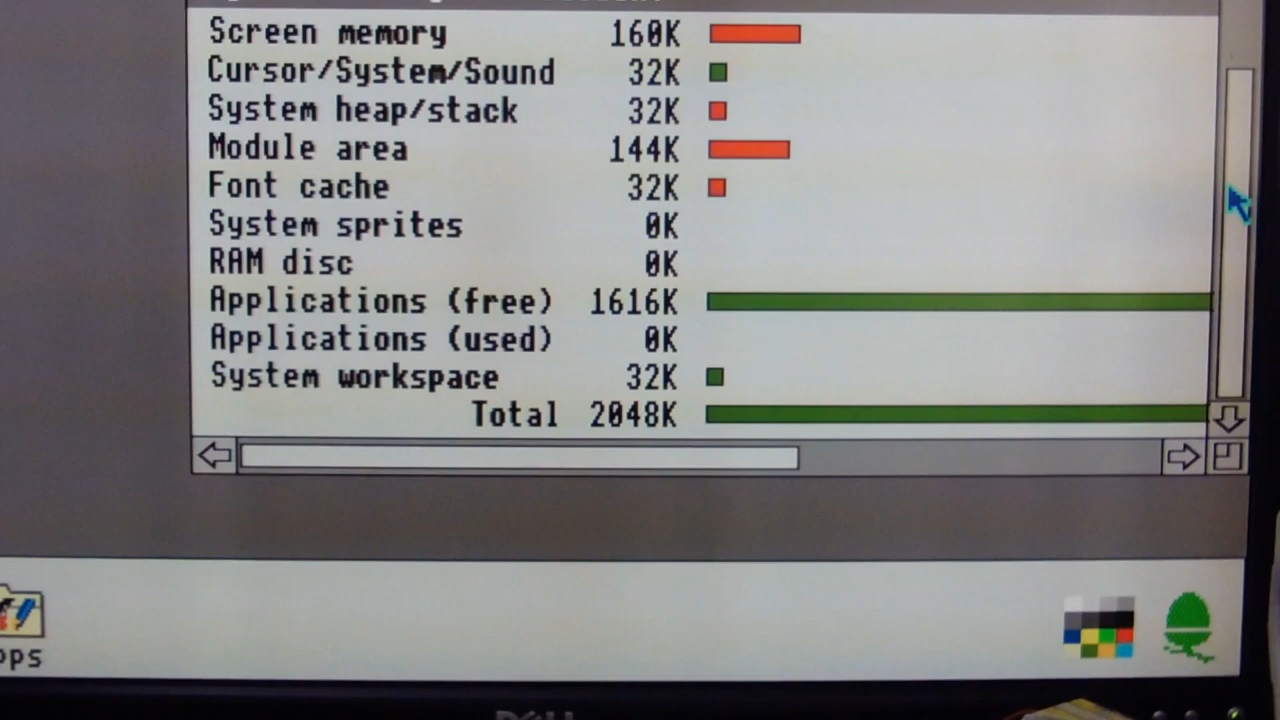 Screen memory 160K
Cursor/System/Sound 32K
System heap/stack 32K
Module area 144K
Font cache 32K
System sprites 0K
RAM disc 0K
Applications (free) 1616K
Applications (used) 0K
System workspace 32K
Total 2048K